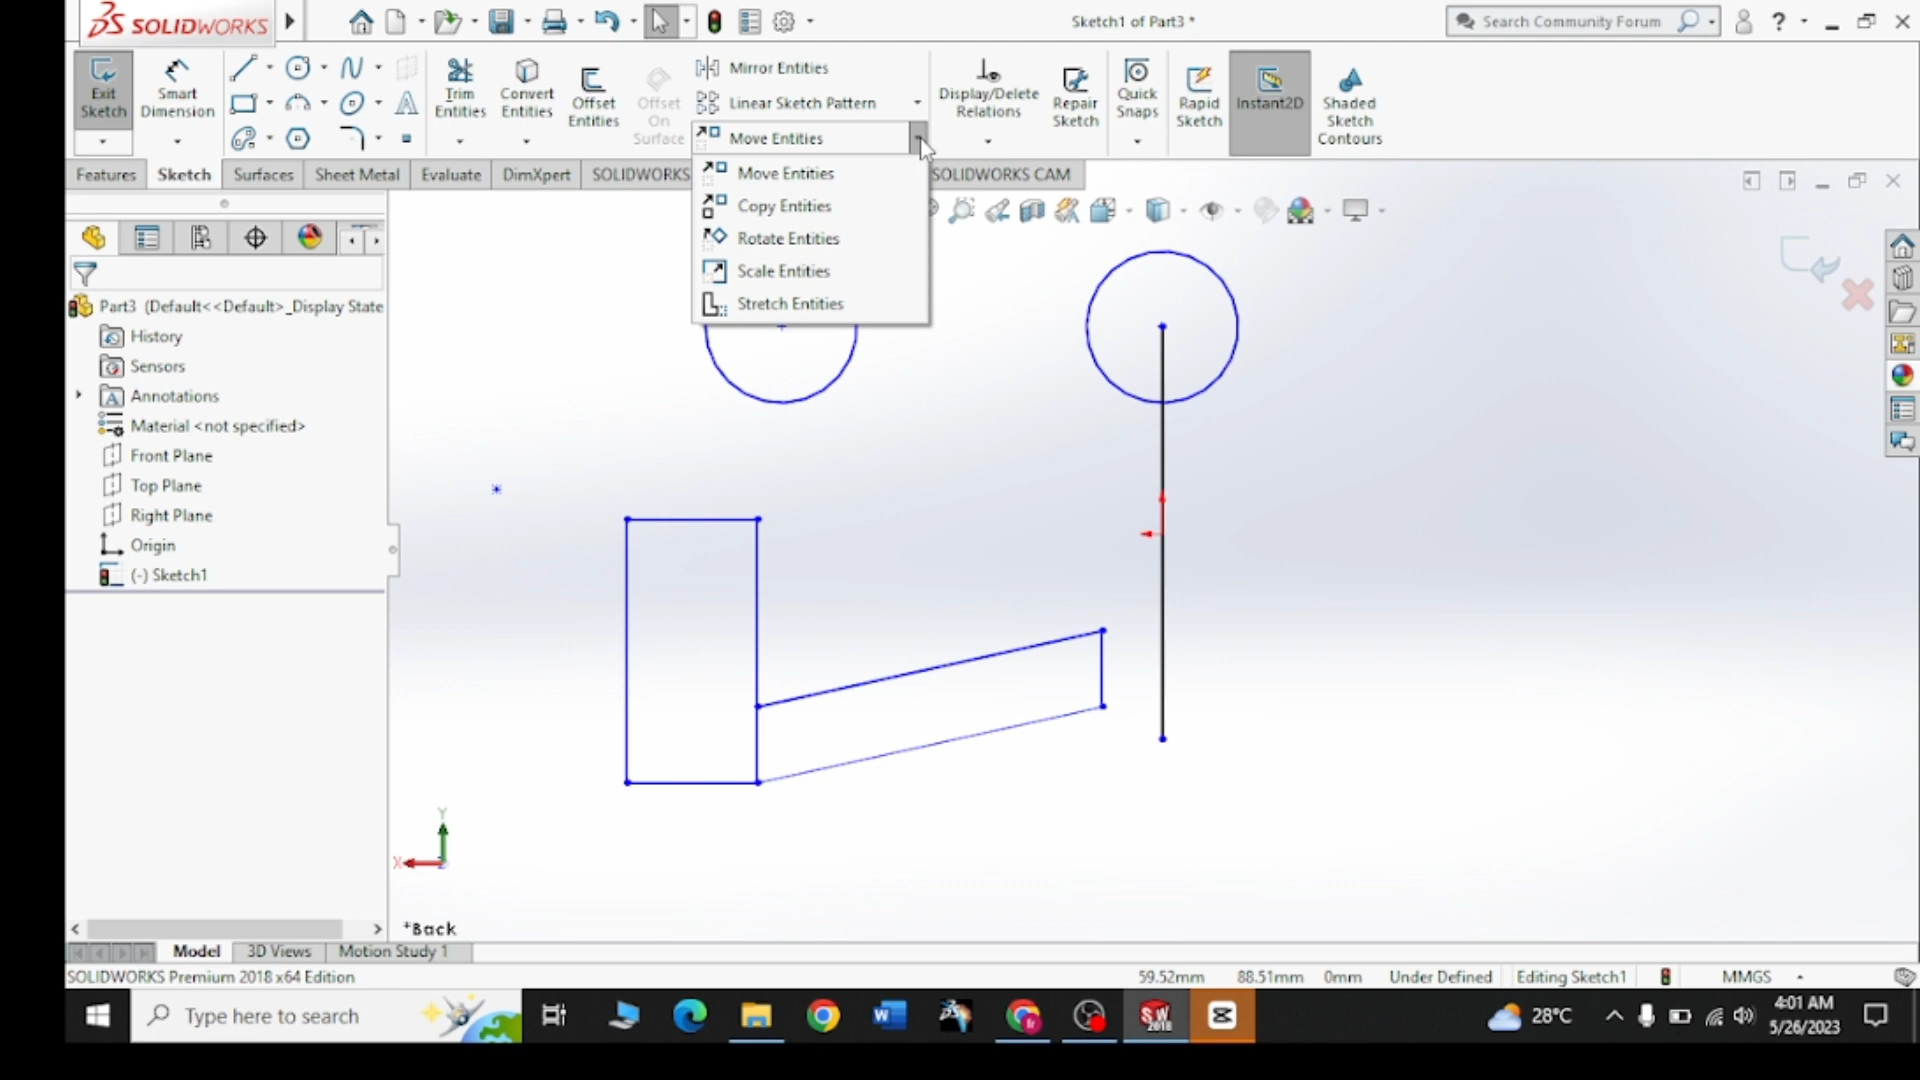 SOLIDWORKS
Sketch1 of Part3 *
Search Community Forum
?
Exit Sketch
Smart Dimension
Trim Entities
Convert Entities
Offset Entities
Offset On Surface
Mirror Entities
Linear Sketch Pattern
Move Entities
Display/Delete Relations
Repair Sketch
Quick Snaps
Rapid Sketch
Instant2D
Shaded Sketch Contours
Move Entities
Copy Entities
Rotate Entities
Scale Entities
Stretch Entities
Features
Sketch
Surfaces
Sheet Metal
Evaluate
DimXpert
SOLIDWORKS
SOLIDWORKS CAM
Part3 (Default<<Default>_Display State
History
Sensors
Annotations
Material <not specified>
Front Plane
Top Plane
Right Plane
Origin
(-) Sketch1
Y
X
*Back
Model
3D Views
Motion Study 1
SOLIDWORKS Premium 2018 x64 Edition
59.52mm
88.51mm
0mm
Under Defined
Editing Sketch1
MMGS
Type here to search
SW
2018
28°C
4:01 AM
5/26/2023